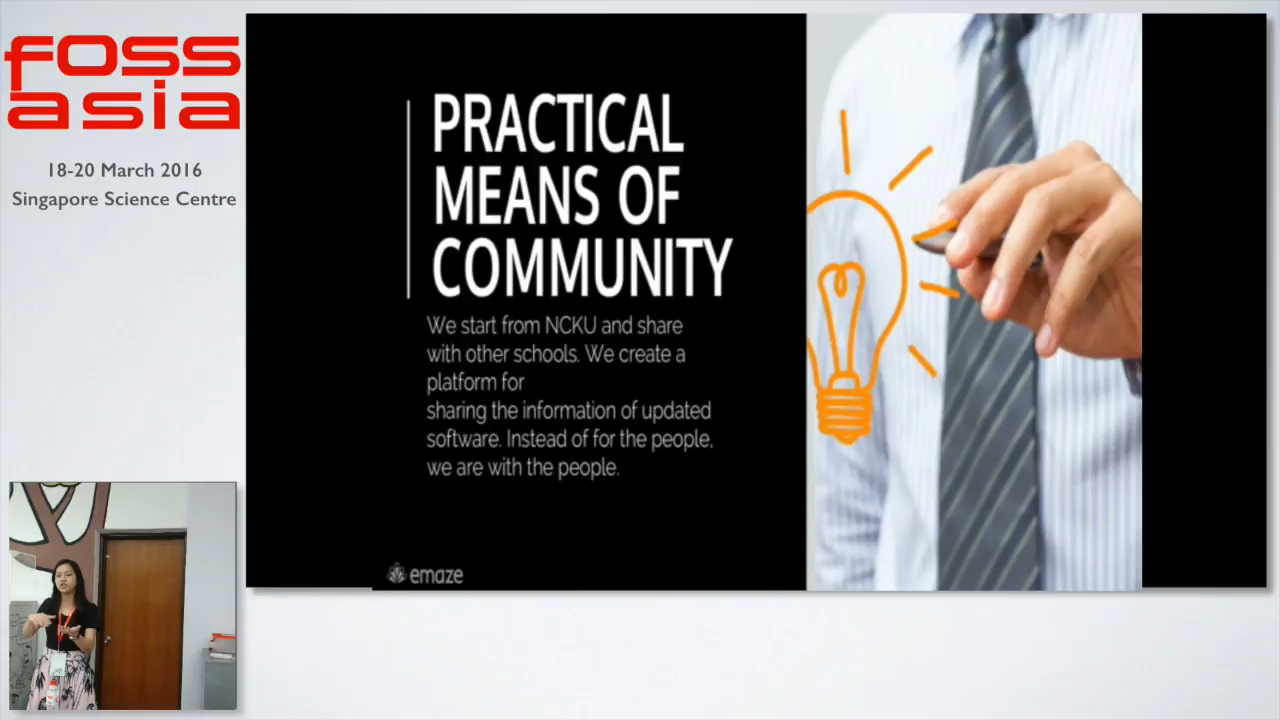 foss
asia
18-20 March 2016
Singapore Science Centre
PRACTICAL
MEANS OF
COMMUNITY
We start from NCKU and share
with other schools. We create a
platform for
sharing the information of updated
software. Instead of for the people,
we are with the people.
emaze